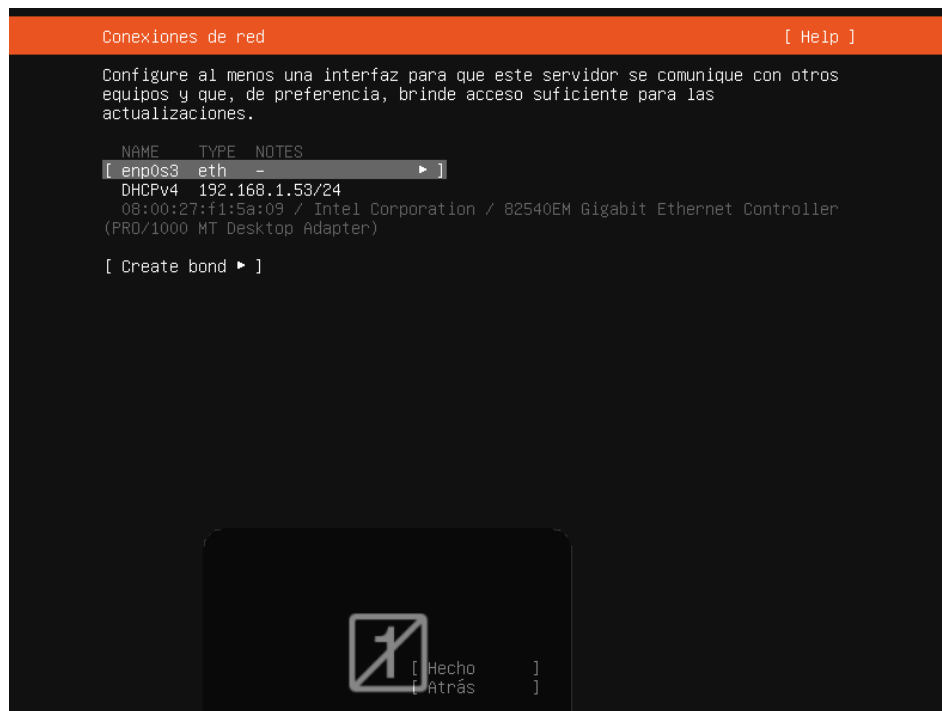 Conexiones de red [ Help ]
Configure al menos una interfaz para que este servidor se comunique con otros
equipos y que, de preferencia, brinde acceso suficiente para las
actualizaciones.
NAME TYPE NOTES
[ enp0s3 eth – ▸ ]
DHCPv4 192.168.1.53/24
08:00:27:f1:5a:09 / Intel Corporation / 82540EM Gigabit Ethernet Controller
(PRO/1000 MT Desktop Adapter)
[ Create bond ▸ ]
1
[ Hecho ]
[ Atrás ]